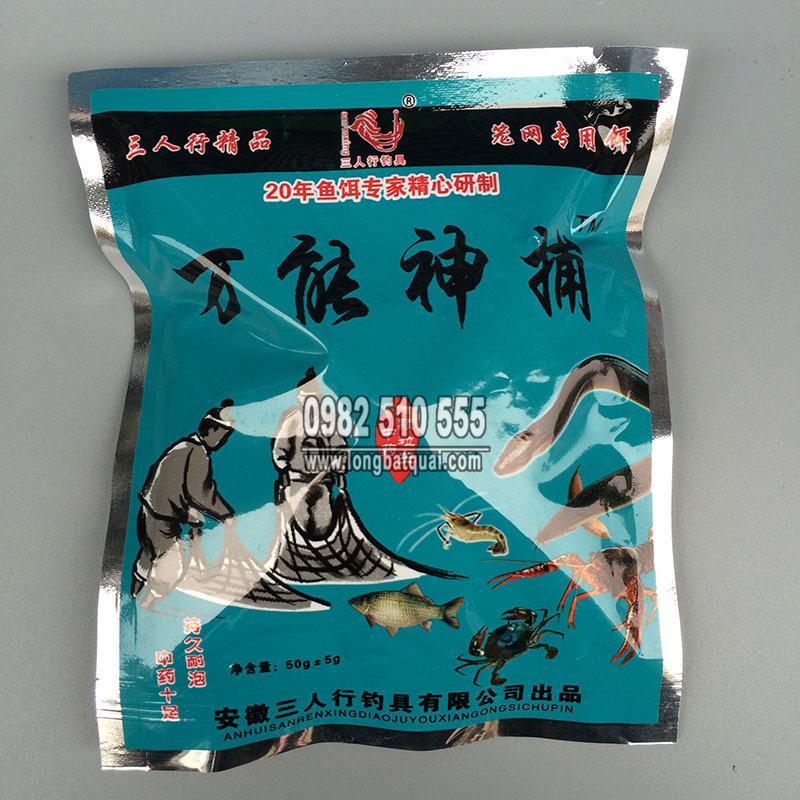 三人行精品
R
三人行钓具
笼网专用饵
20年鱼饵专家精心研制
万能神捕
TM
0982 510 555
www.longbatquai.com
持久耐泡
中药十足
净含量：50g±5g
安徽三人行钓具有限公司出品
ANHUISANRENXINGDIAOJUYOUXIANGONGSICHUPIN